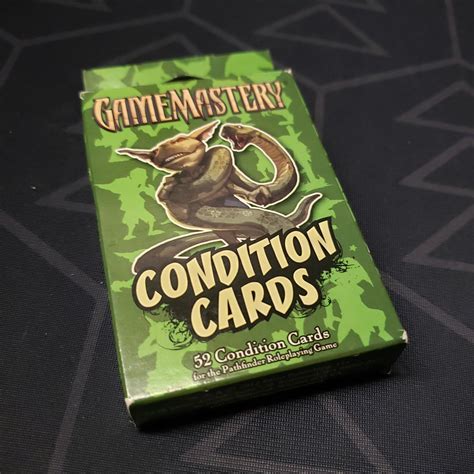 GAMEMASTERY
CONDITION
CARDS
52 Condition Cards
for the Pathfinder Roleplaying Game